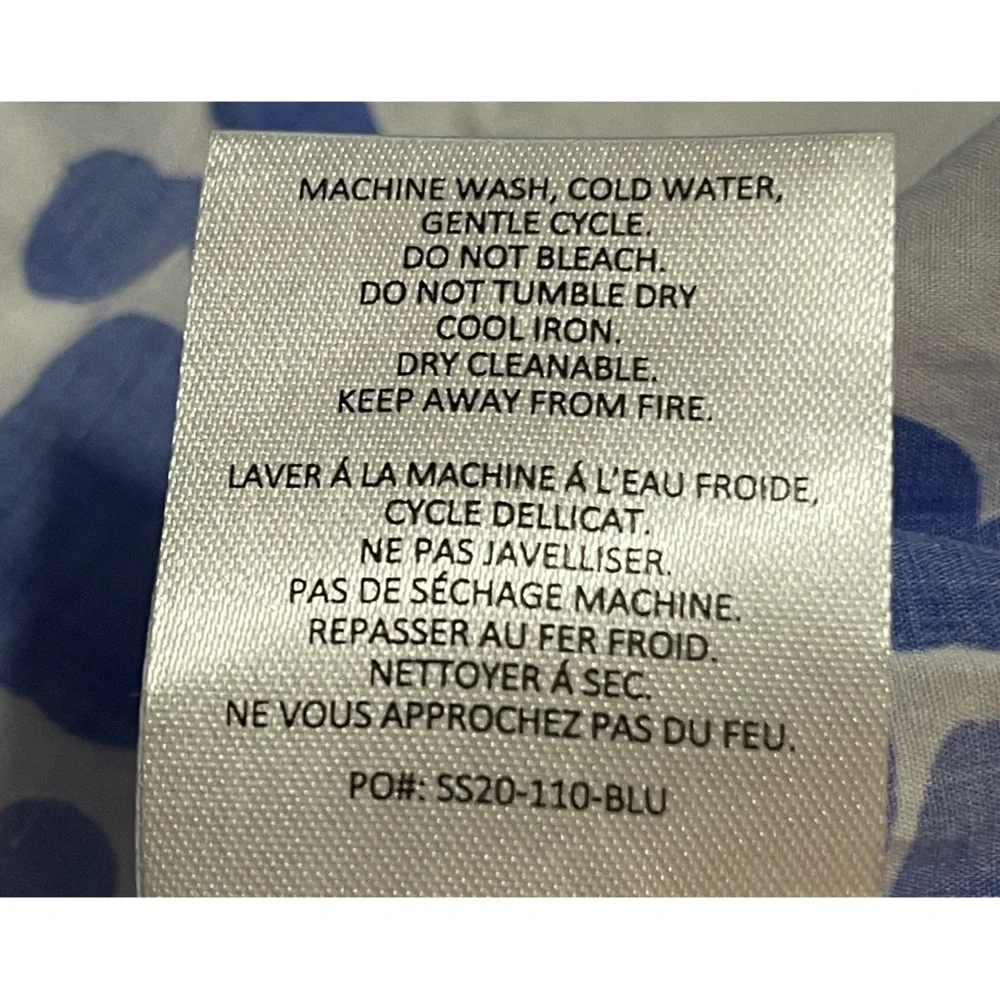 MACHINE WASH, COLD WATER,
GENTLE CYCLE.
DO NOT BLEACH.
DO NOT TUMBLE DRY
COOL IRON.
DRY CLEANABLE.
KEEP AWAY FROM FIRE.
LAVER Á LA MACHINE Á L'EAU FROIDE,
CYCLE DELLICAT.
NE PAS JAVELLISER.
PAS DE SÉCHAGE MACHINE.
REPASSER AU FER FROID.
NETTOYER Á SEC.
NE VOUS APPROCHEZ PAS DU FEU.
PO#: SS20-110-BLU